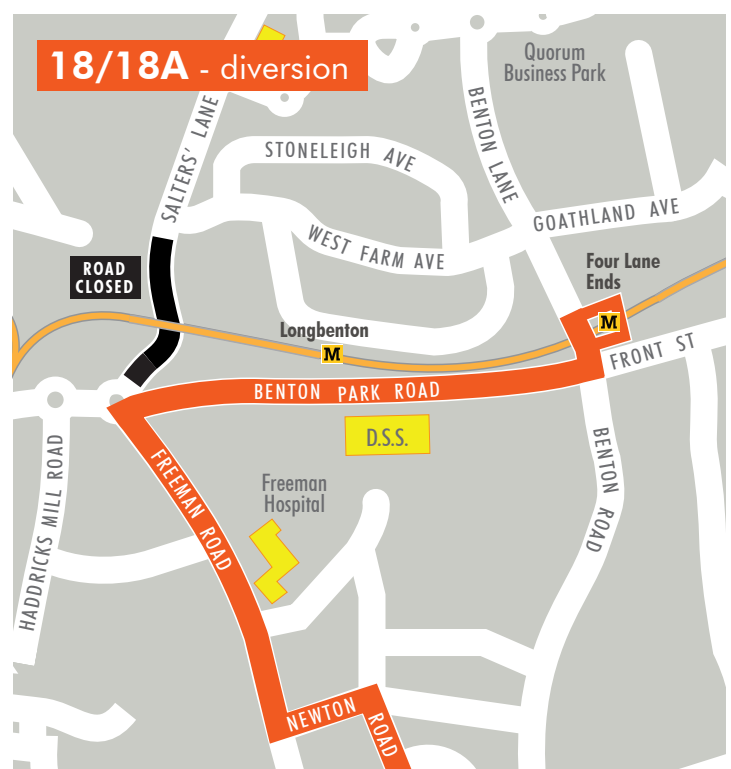 18/18A - diversion
Quorum
Business Park
SALTERS' LANE
BENTON LANE
STONELEIGH AVE
GOATHLAND AVE
WEST FARM AVE
ROAD
CLOSED
Four Lane
Ends
M
Longbenton
M
FRONT ST
BENTON PARK ROAD
D.S.S.
BENTON ROAD
HADDRICKS MILL ROAD
FREEMAN ROAD
Freeman
Hospital
NEWTON
ROAD